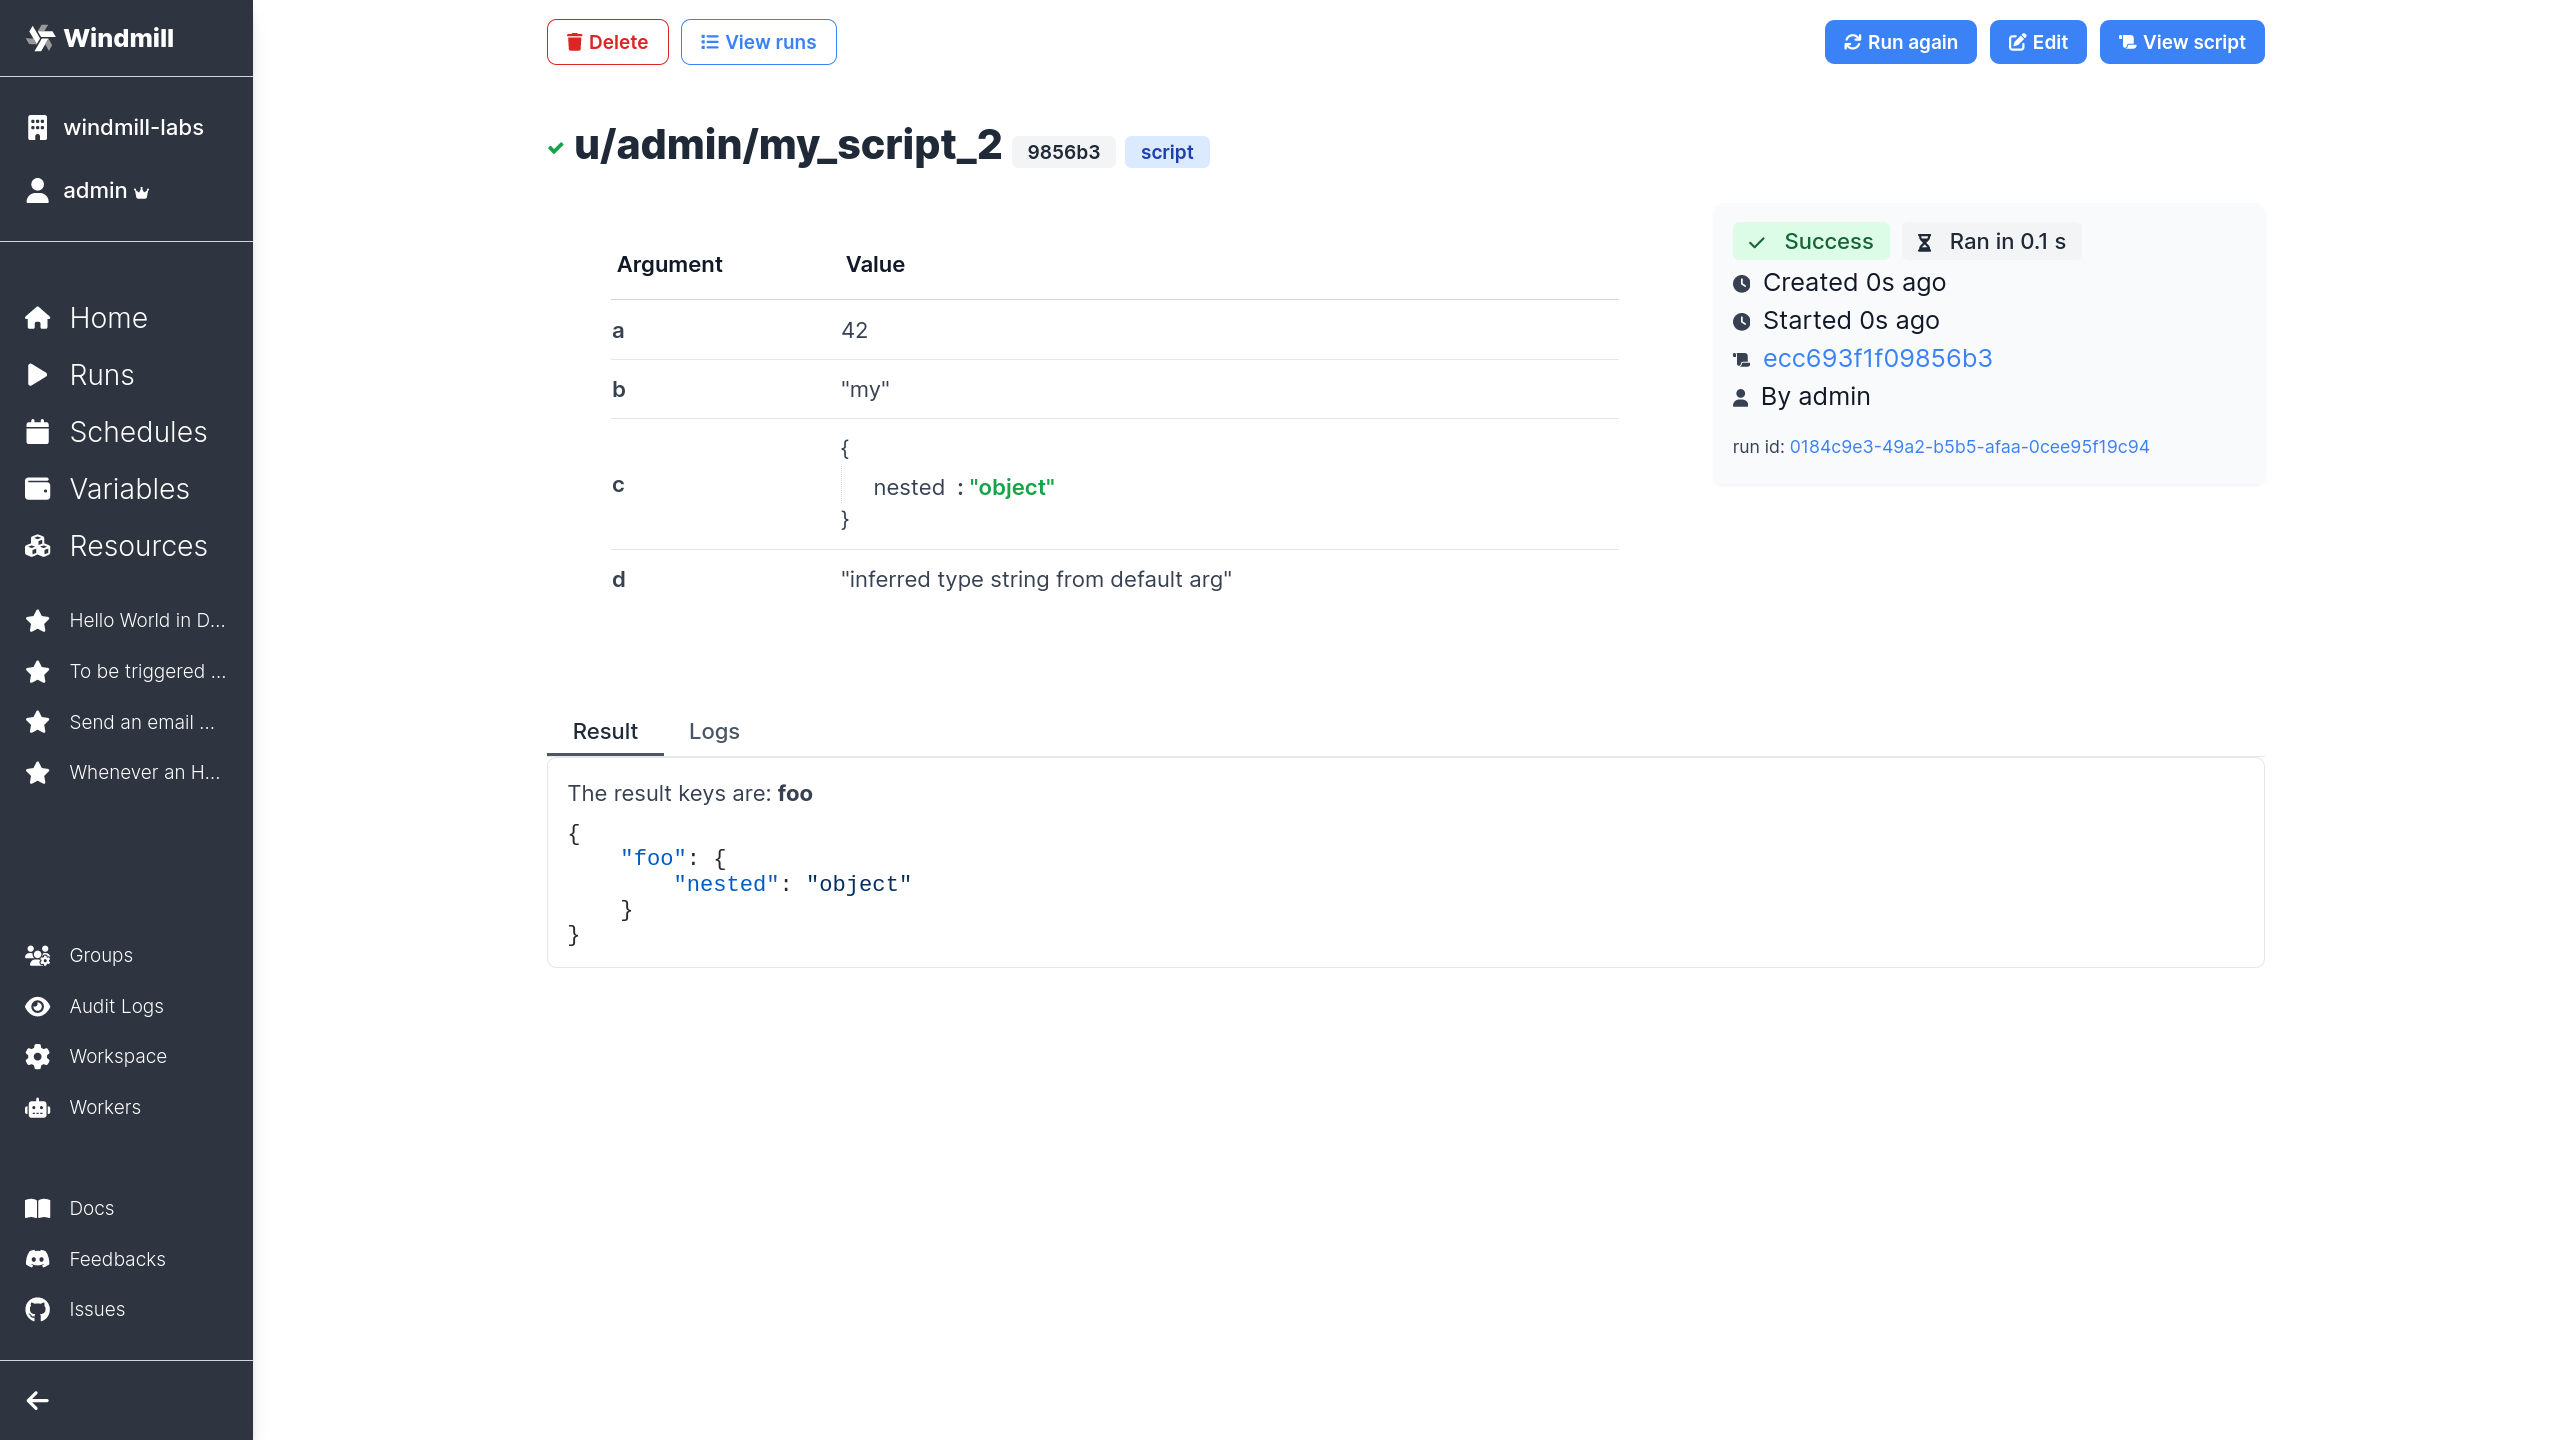 Windmill
windmill-labs
admin
Home
Runs
Schedules
Variables
Resources
Hello World in D...
To be triggered ...
Send an email ...
Whenever an H...
Groups
Audit Logs
Workspace
Workers
Docs
Feedbacks
Issues
Delete View runs Run again Edit View script
u/admin/my_script_2 9856b3 script
Argument Value
a 42
b "my"
c {
nested : "object"
}
d "inferred type string from default arg"
Success Ran in 0.1 s
Created 0s ago
Started 0s ago
ecc693f1f09856b3
By admin
run id: 0184c9e3-49a2-b5b5-afaa-0cee95f19c94
Result Logs
The result keys are: foo
{
"foo": {
"nested": "object"
}
}